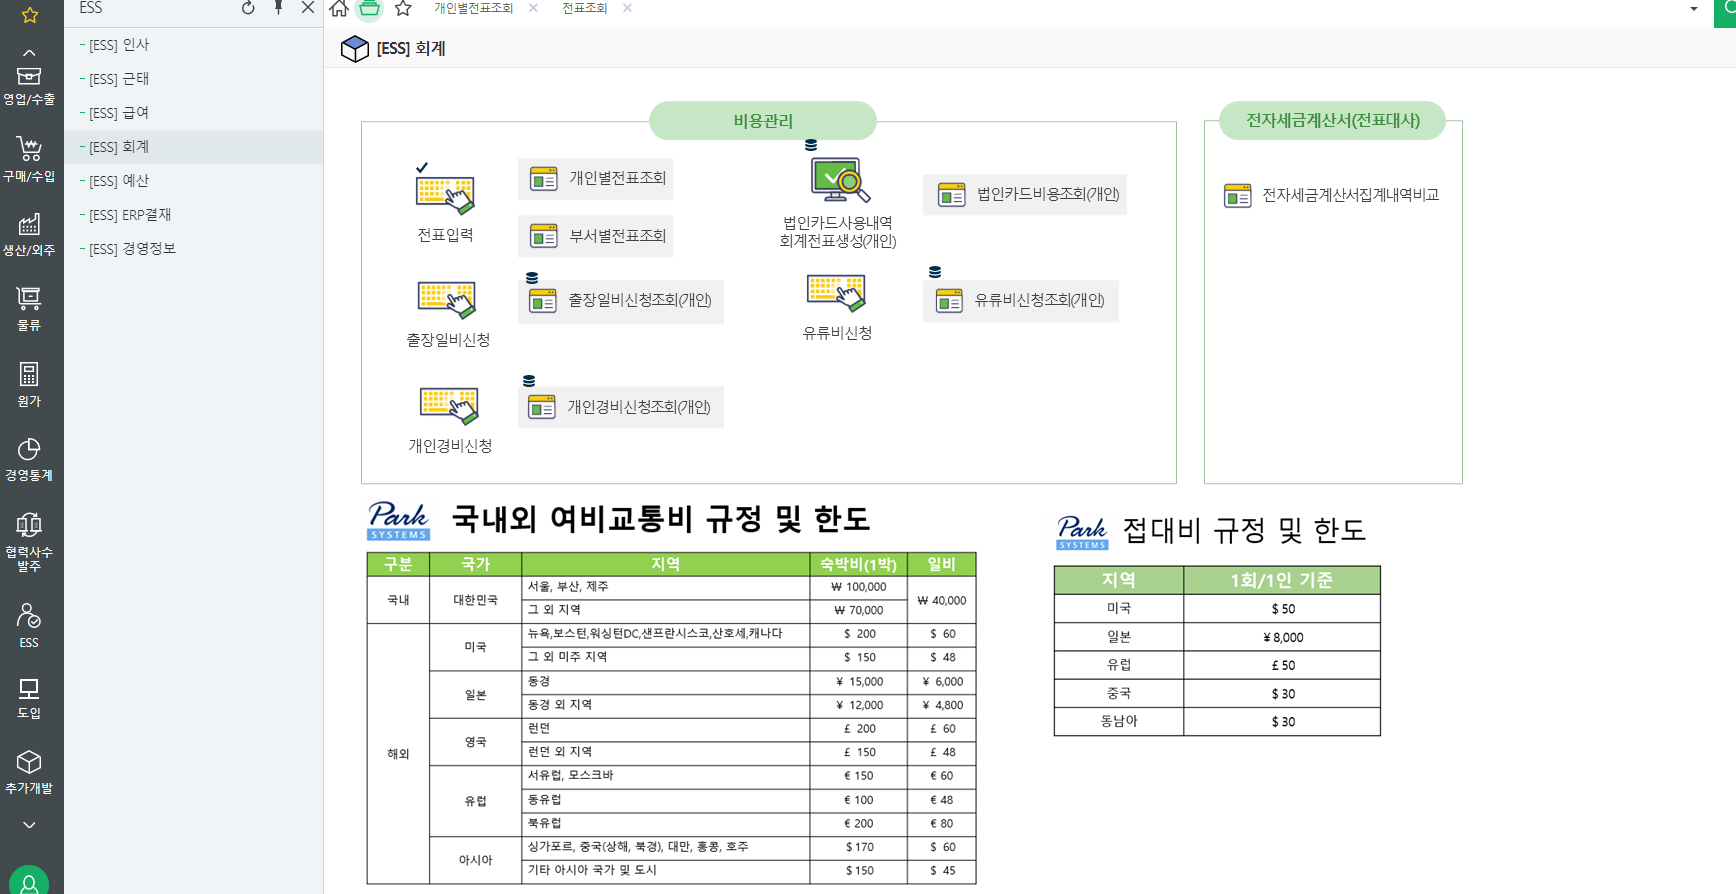 ESS
개인별전표조회
전표조회
[ESS] 회계
영업/수출
구매/수입
생산/외주
물류
원가
경영통계
협력사수
발주
ESS
도입
추가개발
[ESS] 인사
[ESS] 근태
[ESS] 급여
[ESS] 회계
[ESS] 예산
[ESS] ERP결재
[ESS] 경영정보
비용관리
전표입력
개인별전표조회
부서별전표조회
법인카드사용내역
회계전표생성(개인)
법인카드비용조회(개인)
출장일비신청
출장일비신청조회(개인)
유류비신청
유류비신청조회(개인)
개인경비신청
개인경비신청조회(개인)
전자세금계산서(전표대사)
전자세금계산서집계내역비교
Park
SYSTEMS
국내외 여비교통비 규정 및 한도
구분 국가 지역 숙박비(1박) 일비
국내 대한민국 서울, 부산, 제주 ₩ 100,000 ₩ 40,000
그 외 지역 ₩ 70,000
해외 미국 뉴욕,보스턴,워싱턴DC,샌프란시스코,산호세,캐나다 $ 200 $ 60
그 외 미주 지역 $ 150 $ 48
일본 동경 ¥ 15,000 ¥ 6,000
동경 외 지역 ¥ 12,000 ¥ 4,800
영국 런던 £ 200 £ 60
런던 외 지역 £ 150 £ 48
유럽 서유럽, 모스크바 € 150 € 60
동유럽 € 100 € 48
북유럽 € 200 € 80
아시아 싱가포르, 중국(상해, 북경), 대만, 홍콩, 호주 $ 170 $ 60
기타 아시아 국가 및 도시 $ 150 $ 45
Park
SYSTEMS
접대비 규정 및 한도
지역 1회/1인 기준
미국 $ 50
일본 ¥ 8,000
유럽 £ 50
중국 $ 30
동남아 $ 30